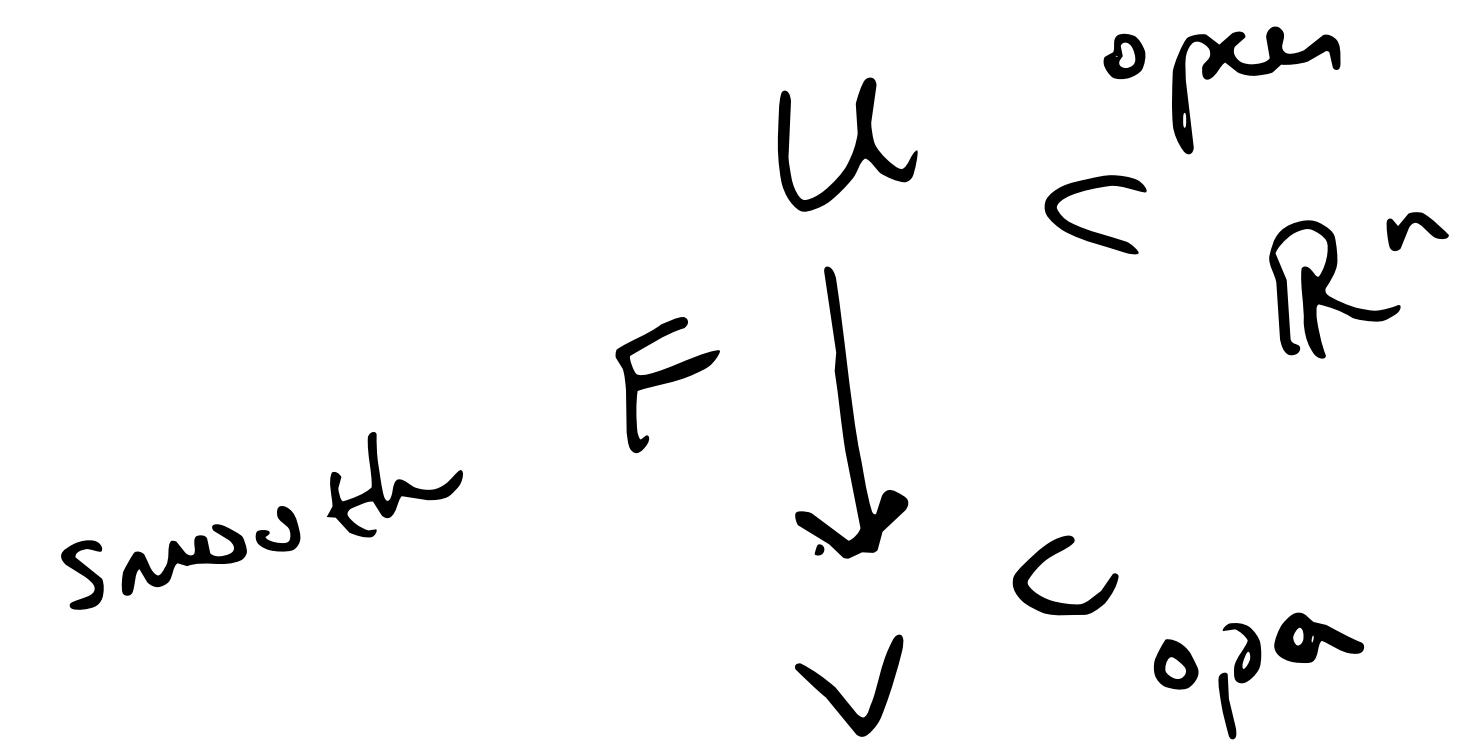 open
U ⊂ ℝⁿ
F ↓
smooth
V ⊂
open